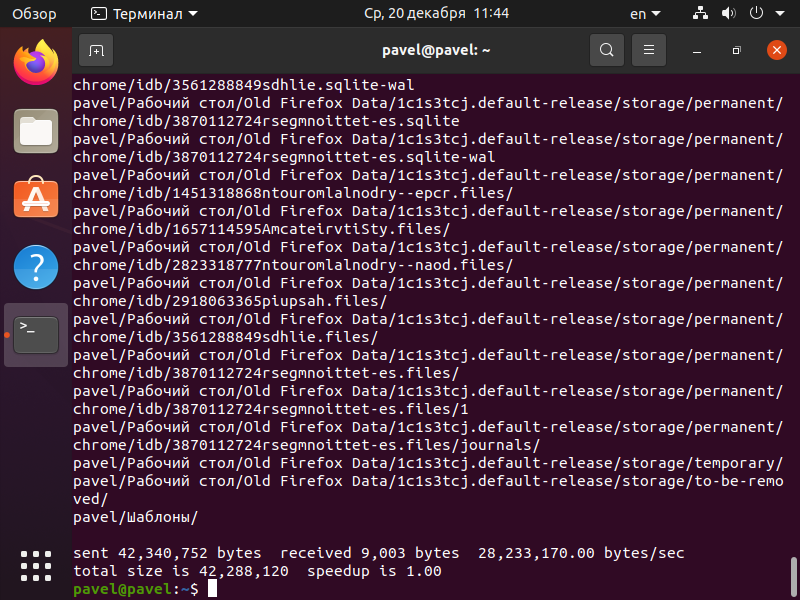 Обзор
Терминал
Ср, 20 декабря 11:44
en
pavel@pavel: ~
chrome/idb/3561288849sdhlie.sqlite-wal
pavel/Рабочий стол/Old Firefox Data/1c1s3tcj.default-release/storage/permanent/
chrome/idb/3870112724rsegmnoittet-es.sqlite
pavel/Рабочий стол/Old Firefox Data/1c1s3tcj.default-release/storage/permanent/
chrome/idb/3870112724rsegmnoittet-es.sqlite-wal
pavel/Рабочий стол/Old Firefox Data/1c1s3tcj.default-release/storage/permanent/
chrome/idb/1451318868ntouromlalnodry--epcr.files/
pavel/Рабочий стол/Old Firefox Data/1c1s3tcj.default-release/storage/permanent/
chrome/idb/1657114595AmcateirvtiSty.files/
pavel/Рабочий стол/Old Firefox Data/1c1s3tcj.default-release/storage/permanent/
chrome/idb/2823318777ntouromlalnodry--naod.files/
pavel/Рабочий стол/Old Firefox Data/1c1s3tcj.default-release/storage/permanent/
chrome/idb/2918063365piupsah.files/
pavel/Рабочий стол/Old Firefox Data/1c1s3tcj.default-release/storage/permanent/
chrome/idb/3561288849sdhlie.files/
pavel/Рабочий стол/Old Firefox Data/1c1s3tcj.default-release/storage/permanent/
chrome/idb/3870112724rsegmnoittet-es.files/
pavel/Рабочий стол/Old Firefox Data/1c1s3tcj.default-release/storage/permanent/
chrome/idb/3870112724rsegmnoittet-es.files/1
pavel/Рабочий стол/Old Firefox Data/1c1s3tcj.default-release/storage/permanent/
chrome/idb/3870112724rsegmnoittet-es.files/journals/
pavel/Рабочий стол/Old Firefox Data/1c1s3tcj.default-release/storage/temporary/
pavel/Рабочий стол/Old Firefox Data/1c1s3tcj.default-release/storage/to-be-remo
ved/
pavel/Шаблоны/
sent 42,340,752 bytes  received 9,003 bytes  28,233,170.00 bytes/sec
total size is 42,288,120  speedup is 1.00
pavel@pavel:~$